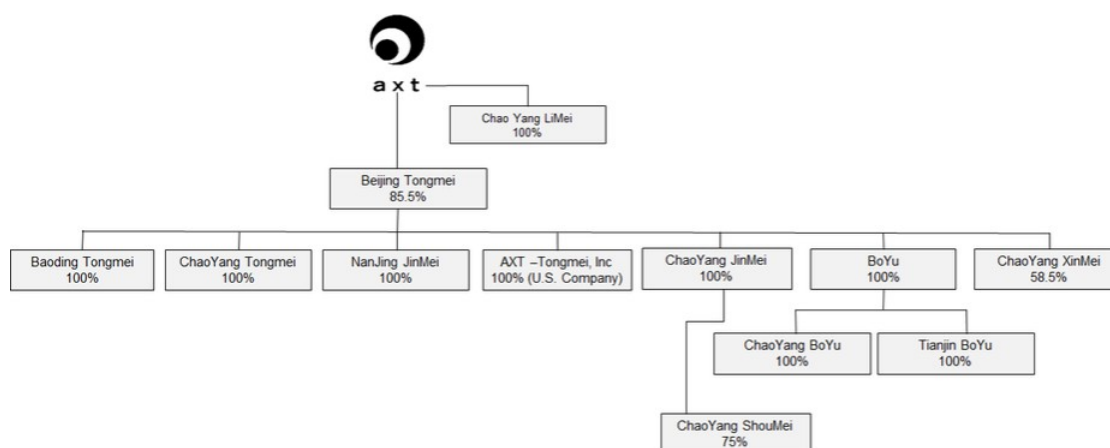 axt
Chao Yang LiMei
100%
Beijing Tongmei
85.5%
Baoding Tongmei
100%
ChaoYang Tongmei
100%
NanJing JinMei
100%
AXT –Tongmei, Inc
100% (U.S. Company)
ChaoYang JinMei
100%
BoYu
100%
ChaoYang XinMei
58.5%
ChaoYang BoYu
100%
Tianjin BoYu
100%
ChaoYang ShouMei
75%